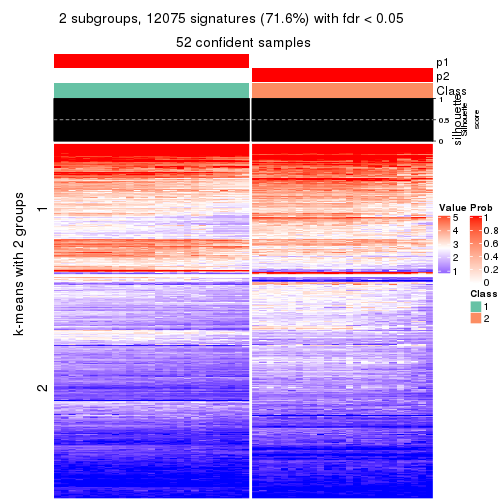 2 subgroups, 12075 signatures (71.6%) with fdr < 0.05
52 confident samples
p1
p2
Class
1
0.5
0
silhouette
Silhouette
score
k-means with 2 groups
1
2
Value
5
4
3
2
1
Prob
1
0.8
0.6
0.4
0.2
0
Class
1
2